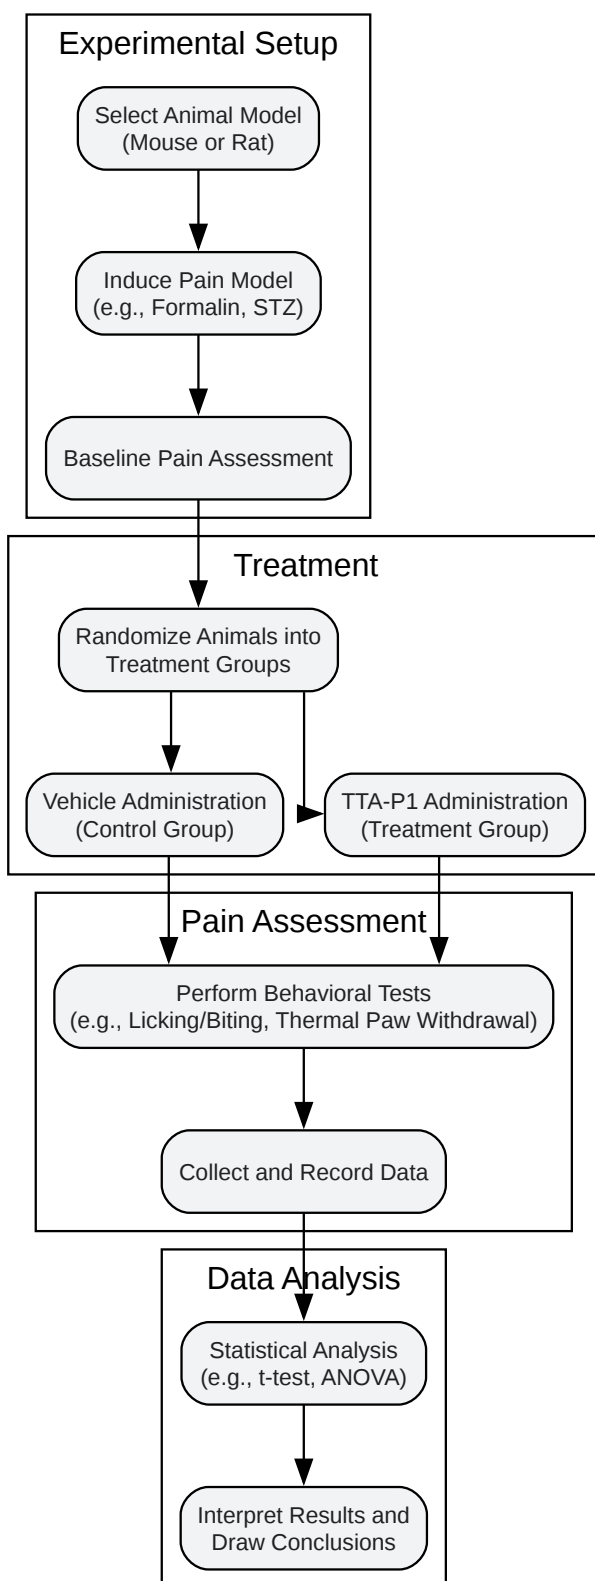 Experimental Setup
Select Animal Model
(Mouse or Rat)
Induce Pain Model
(e.g., Formalin, STZ)
Baseline Pain Assessment
Treatment
Randomize Animals into
Treatment Groups
Vehicle Administration
(Control Group)
TTA-P1 Administration
(Treatment Group)
Pain Assessment
Perform Behavioral Tests
(e.g., Licking/Biting, Thermal Paw Withdrawal)
Collect and Record Data
Data Analysis
Statistical Analysis
(e.g., t-test, ANOVA)
Interpret Results and
Draw Conclusions